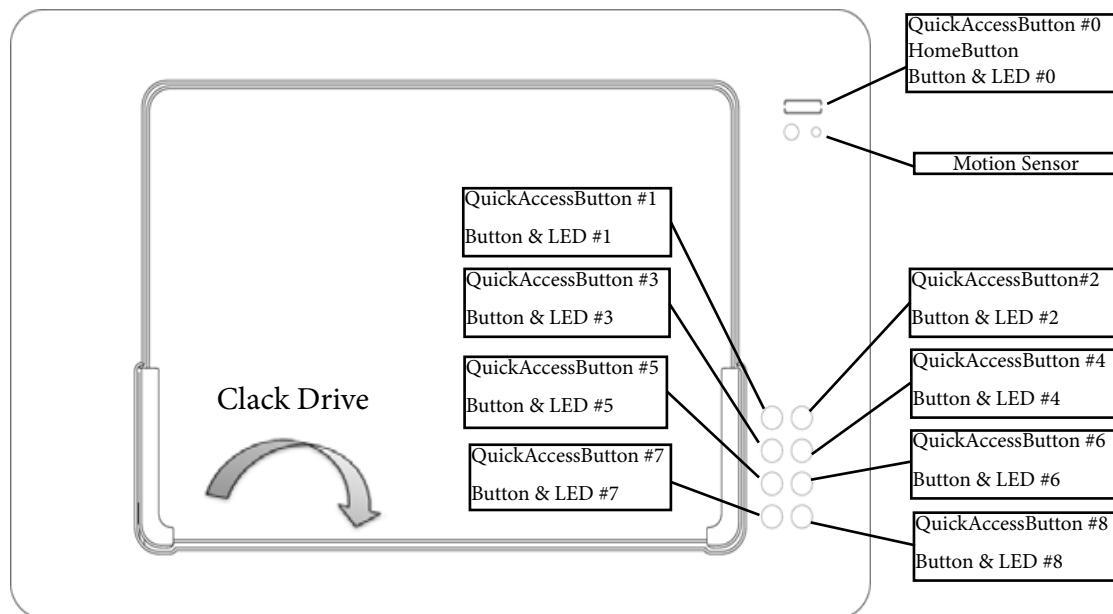 QuickAccessButton #0
HomeButton
Button & LED #0
Motion Sensor
QuickAccessButton #1
Button & LED #1
QuickAccessButton #3
Button & LED #3
QuickAccessButton #5
Button & LED #5
QuickAccessButton #7
Button & LED #7
QuickAccessButton#2
Button & LED #2
QuickAccessButton #4
Button & LED #4
QuickAccessButton #6
Button & LED #6
QuickAccessButton #8
Button & LED #8
Clack Drive